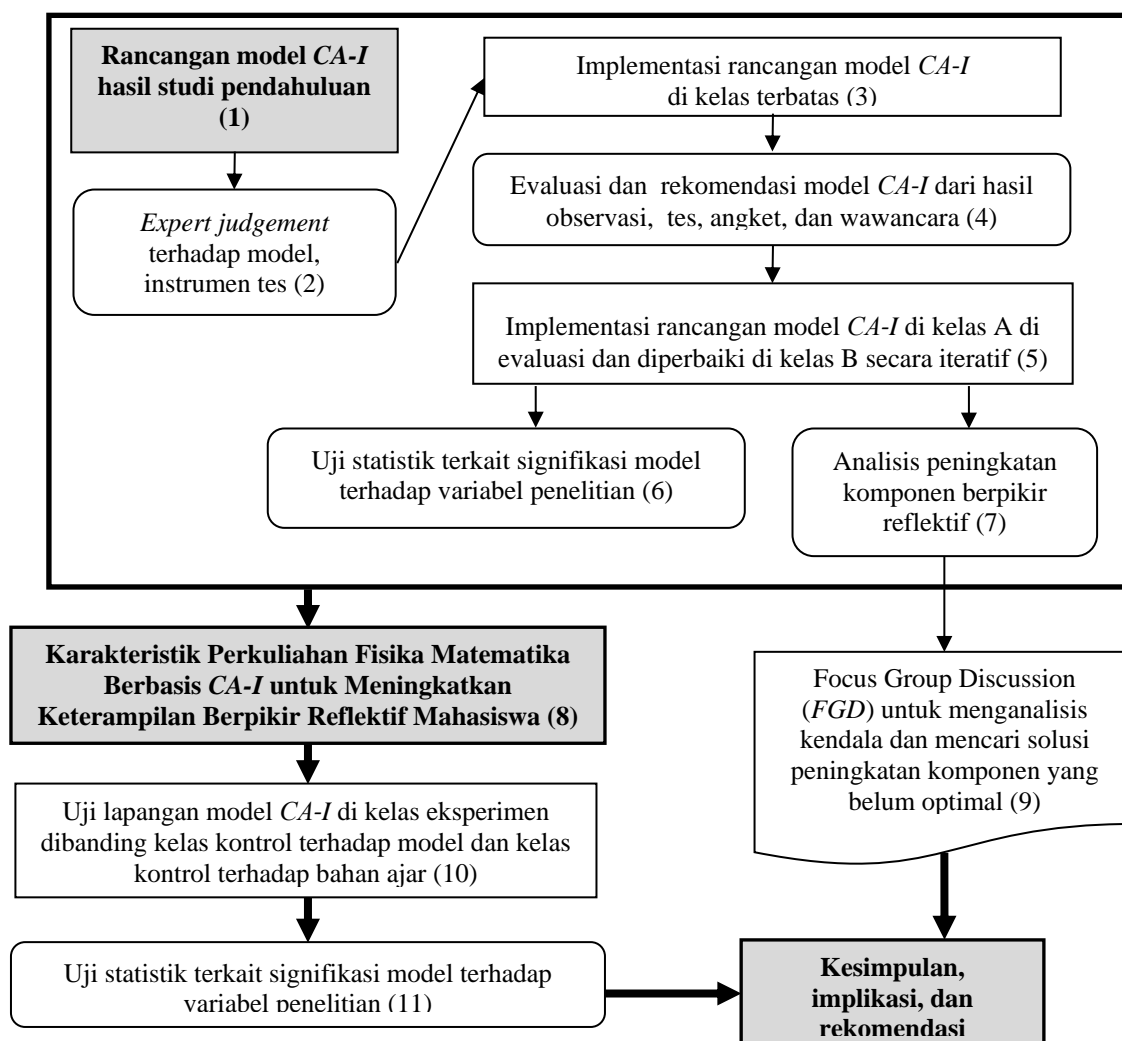 Rancangan model CA-I
hasil studi pendahuluan
(1)
Expert judgement
terhadap model,
instrumen tes (2)
Implementasi rancangan model CA-I
di kelas terbatas (3)
Evaluasi dan rekomendasi model CA-I dari hasil
observasi, tes, angket, dan wawancara (4)
Implementasi rancangan model CA-I di kelas A di
evaluasi dan diperbaiki di kelas B secara iteratif (5)
Uji statistik terkait signifikasi model
terhadap variabel penelitian (6)
Analisis peningkatan
komponen berpikir
reflektif (7)
Karakteristik Perkuliahan Fisika Matematika
Berbasis CA-I untuk Meningkatkan
Keterampilan Berpikir Reflektif Mahasiswa (8)
Focus Group Discussion
(FGD) untuk menganalisis
kendala dan mencari solusi
peningkatan komponen yang
belum optimal (9)
Uji lapangan model CA-I di kelas eksperimen
dibanding kelas kontrol terhadap model dan kelas
kontrol terhadap bahan ajar (10)
Uji statistik terkait signifikasi model terhadap
variabel penelitian (11)
Kesimpulan,
implikasi, dan
rekomendasi